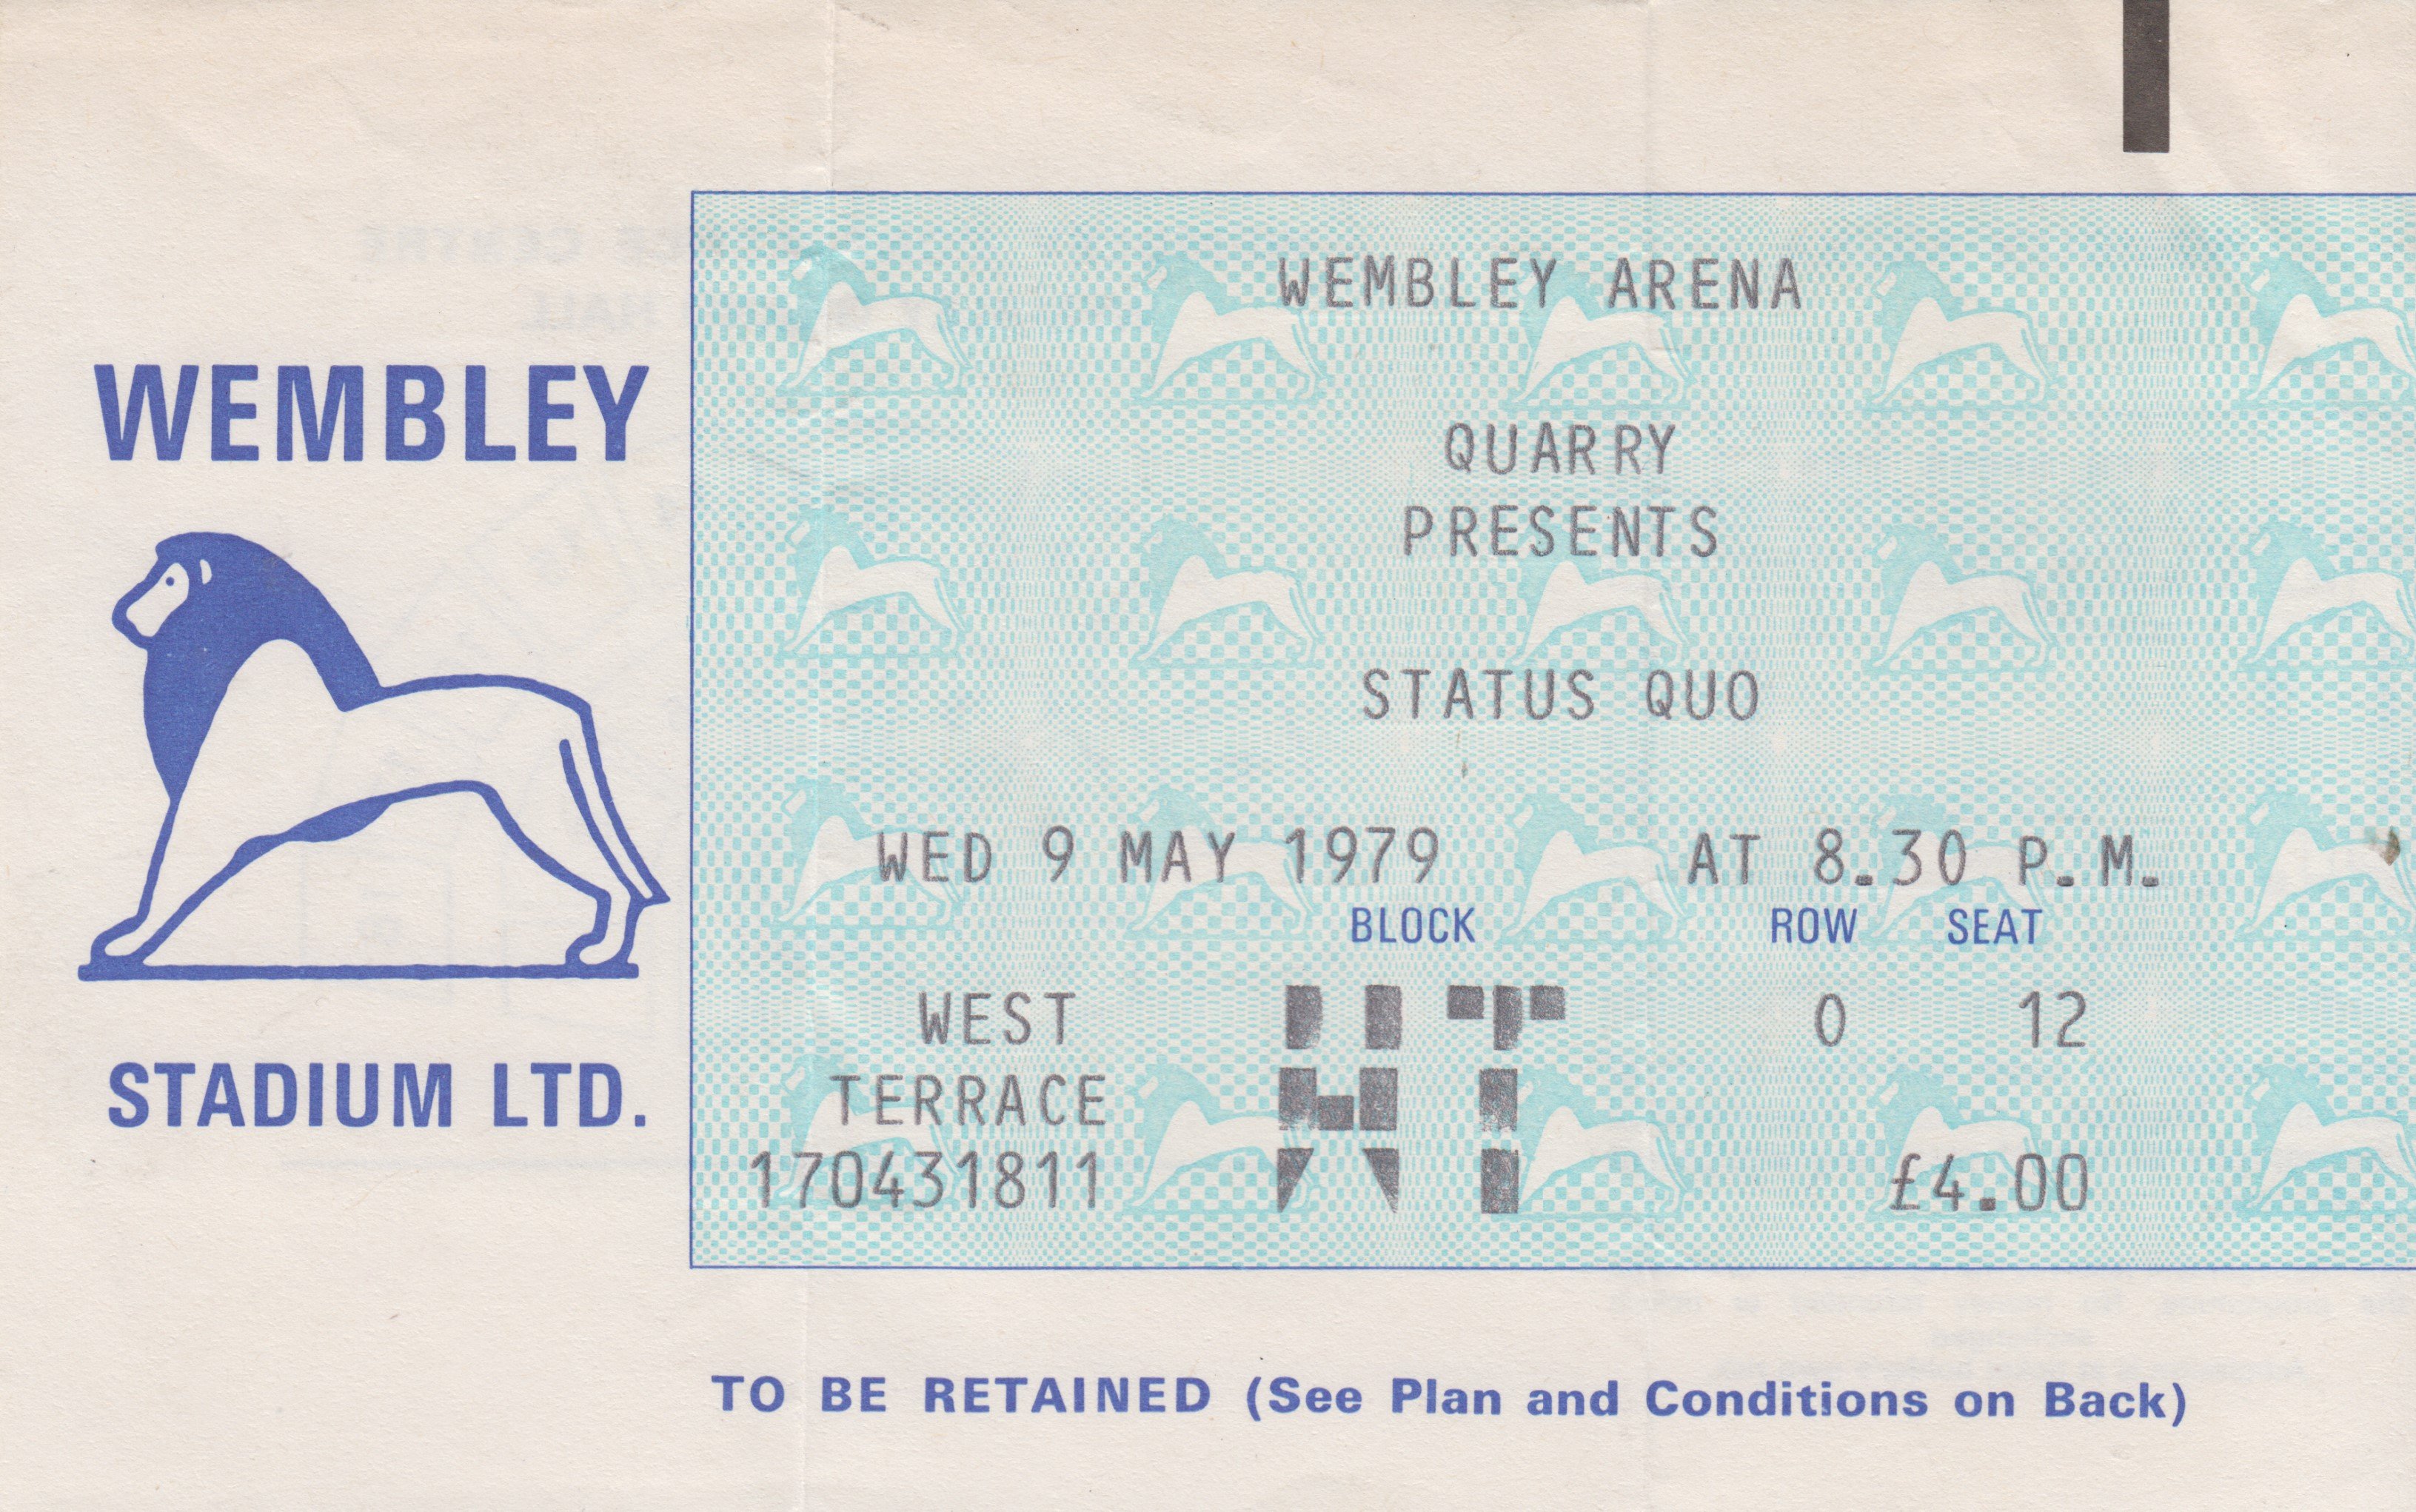 WEMBLEY
STADIUM LTD.
WEMBLEY ARENA
QUARRY
PRESENTS
STATUS QUO
WED 9 MAY 1979 AT 8.30 P.M.
BLOCK ROW SEAT
WEST WT 0 12
TERRACE
170431811 £4.00
TO BE RETAINED (See Plan and Conditions on Back)